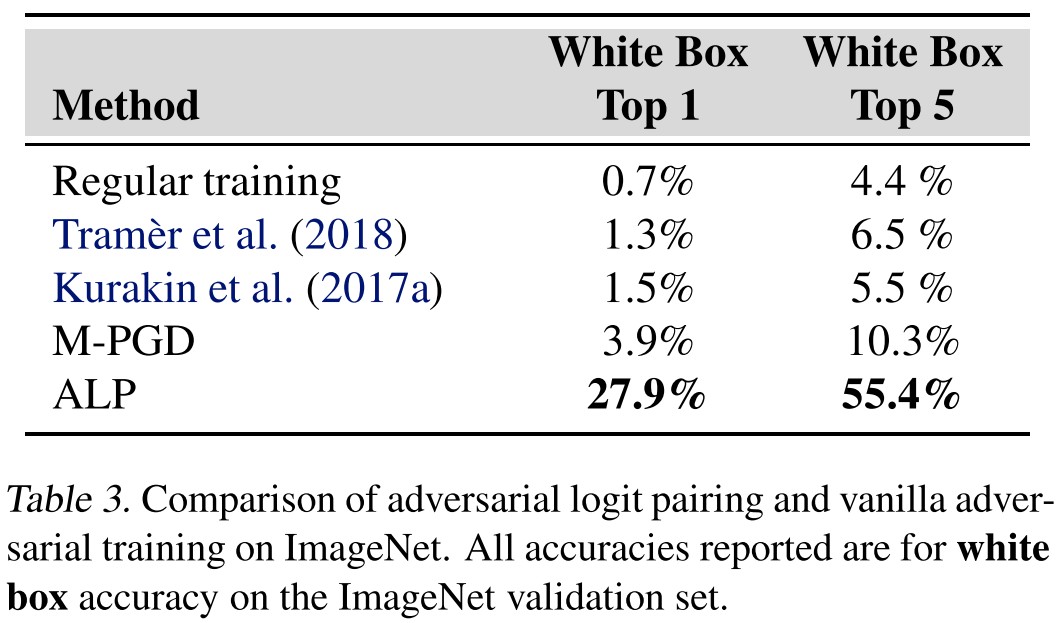 Method White Box Top 1 White Box Top 5
Regular training 0.7% 4.4 %
Tramèr et al. (2018) 1.3% 6.5 %
Kurakin et al. (2017a) 1.5% 5.5 %
M-PGD 3.9% 10.3%
ALP 27.9% 55.4%
Table 3. Comparison of adversarial logit pairing and vanilla adver-
sarial training on ImageNet. All accuracies reported are for white
box accuracy on the ImageNet validation set.